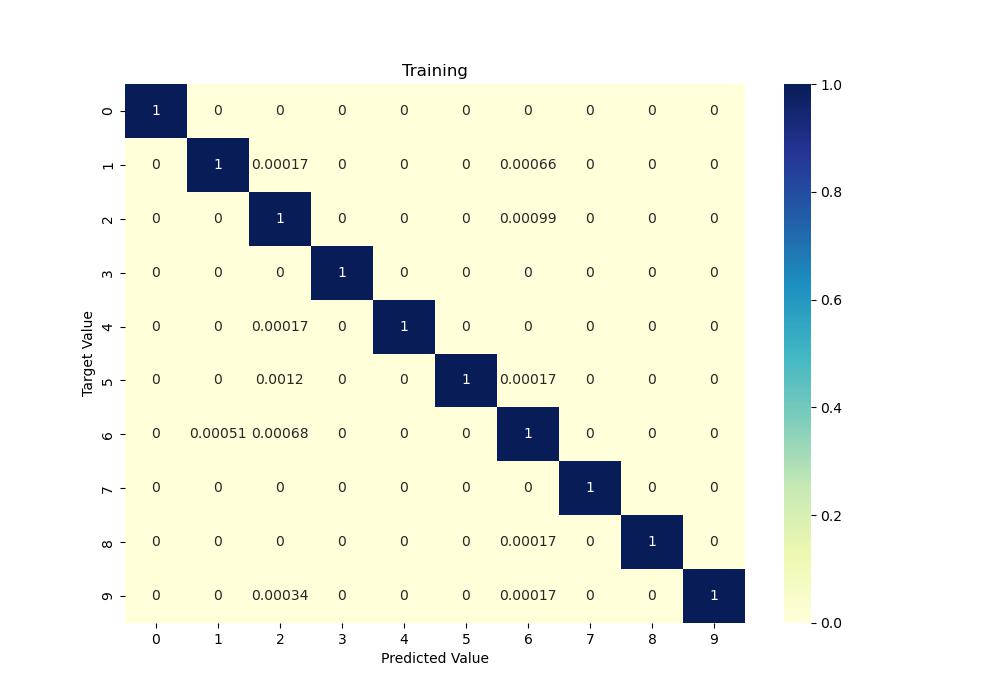 Training
0 1 0 0 0 0 0 0 0 0 0 1.0
1 0 1 0.00017 0 0 0 0.00066 0 0 0
0.8
2 0 0 1 0 0 0 0.00099 0 0 0
3 0 0 0 1 0 0 0 0 0 0
0.6
4 0 0 0.00017 0 1 0 0 0 0 0
Target Value
5 0 0 0.0012 0 0 1 0.00017 0 0 0
0.4
6 0 0.00051 0.00068 0 0 0 1 0 0 0
7 0 0 0 0 0 0 0 1 0 0
0.2
8 0 0 0 0 0 0 0.00017 0 1 0
9 0 0 0.00034 0 0 0 0.00017 0 0 1
0.0
0 1 2 3 4 5 6 7 8 9
Predicted Value